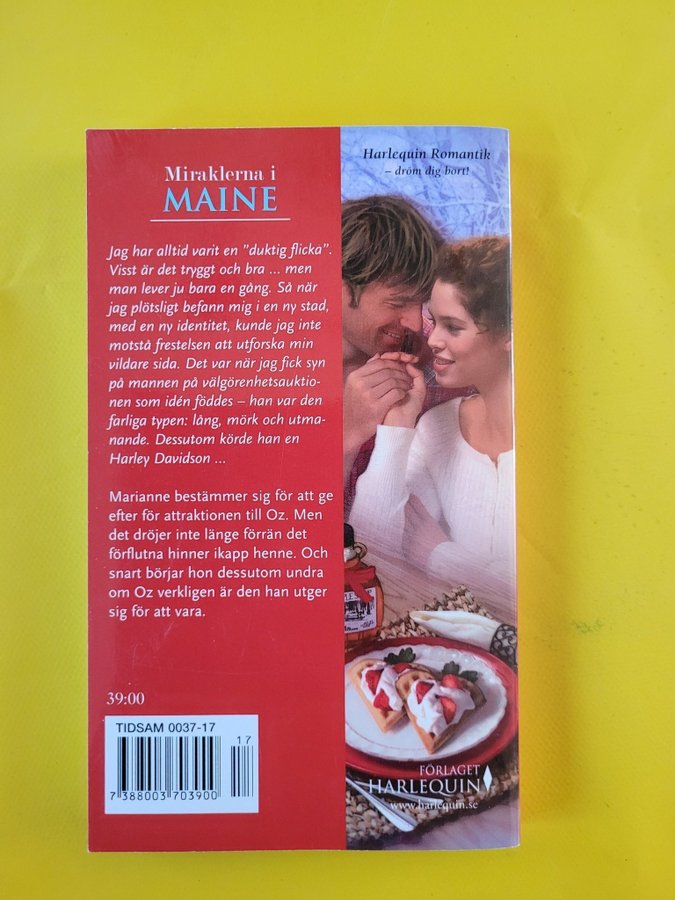 Miraklerna i
MAINE
Jag har alltid varit en ”duktig flicka”.
Visst är det tryggt och bra ... men
man lever ju bara en gång. Så när
jag plötsligt befann mig i en ny stad,
med en ny identitet, kunde jag inte
motstå frestelsen att utforska min
vildare sida. Det var när jag fick syn
på mannen på välgörenhetsauktio-
nen som idén föddes – han var den
farliga typen: lång, mörk och utma-
nande. Dessutom körde han en
Harley Davidson ...
Marianne bestämmer sig för att ge
efter för attraktionen till Oz. Men
det dröjer inte länge förrän det
förflutna hinner ikapp henne. Och
snart börjar hon dessutom undra
om Oz verkligen är den han utger
sig för att vara.
39:00
TIDSAM 0037-17
17
7 388003 703900
Harlequin Romantik
– dröm dig bort!
FÖRLAGET
HARLEQUIN
www.harlequin.se